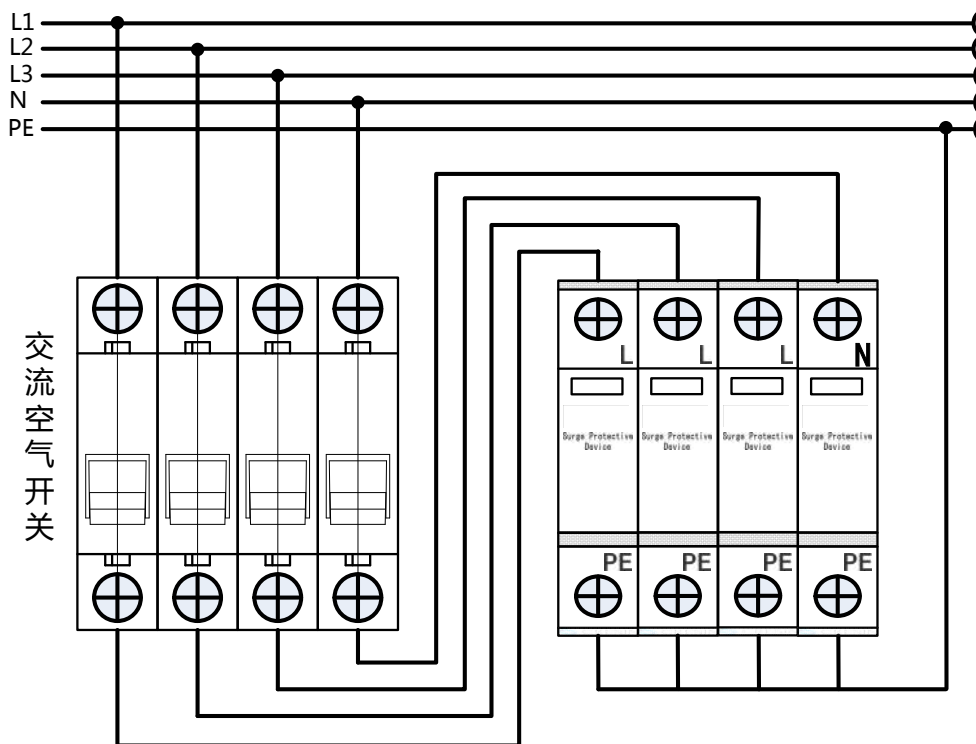 L1
L2
L3
N
PE
交流空气开关
L
L
L
N
Surge Protective
Device
Surge Protective
Device
Surge Protective
Device
Surge Protective
Device
PE
PE
PE
PE